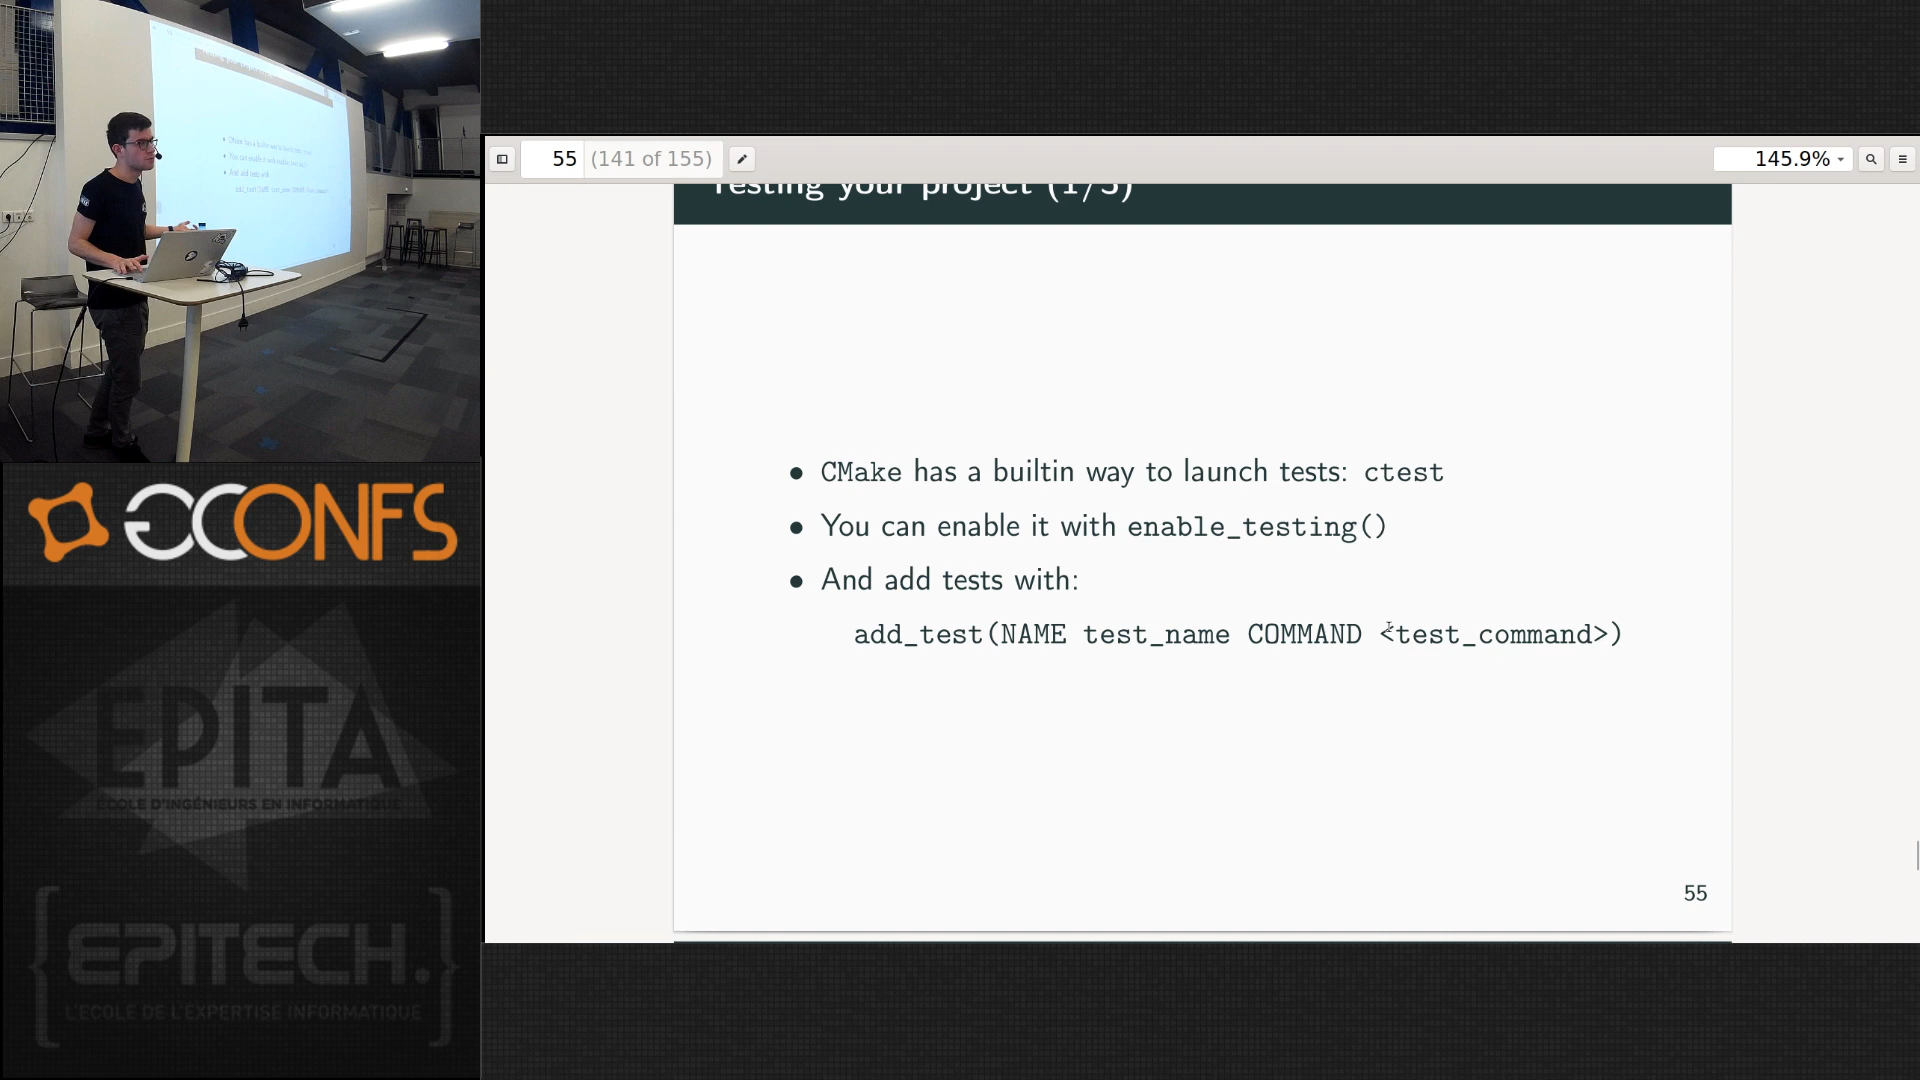 55 (141 of 155)
145.9%
Testing your project (1/3)
• CMake has a builtin way to launch tests: ctest
• You can enable it with enable_testing()
• And add tests with:
add_test(NAME test_name COMMAND <test_command>)
55
CONFS
EPITA
ÉCOLE D'INGÉNIEURS EN INFORMATIQUE
{EPITECH.}
L'ECOLE DE L'EXPERTISE INFORMATIQUE